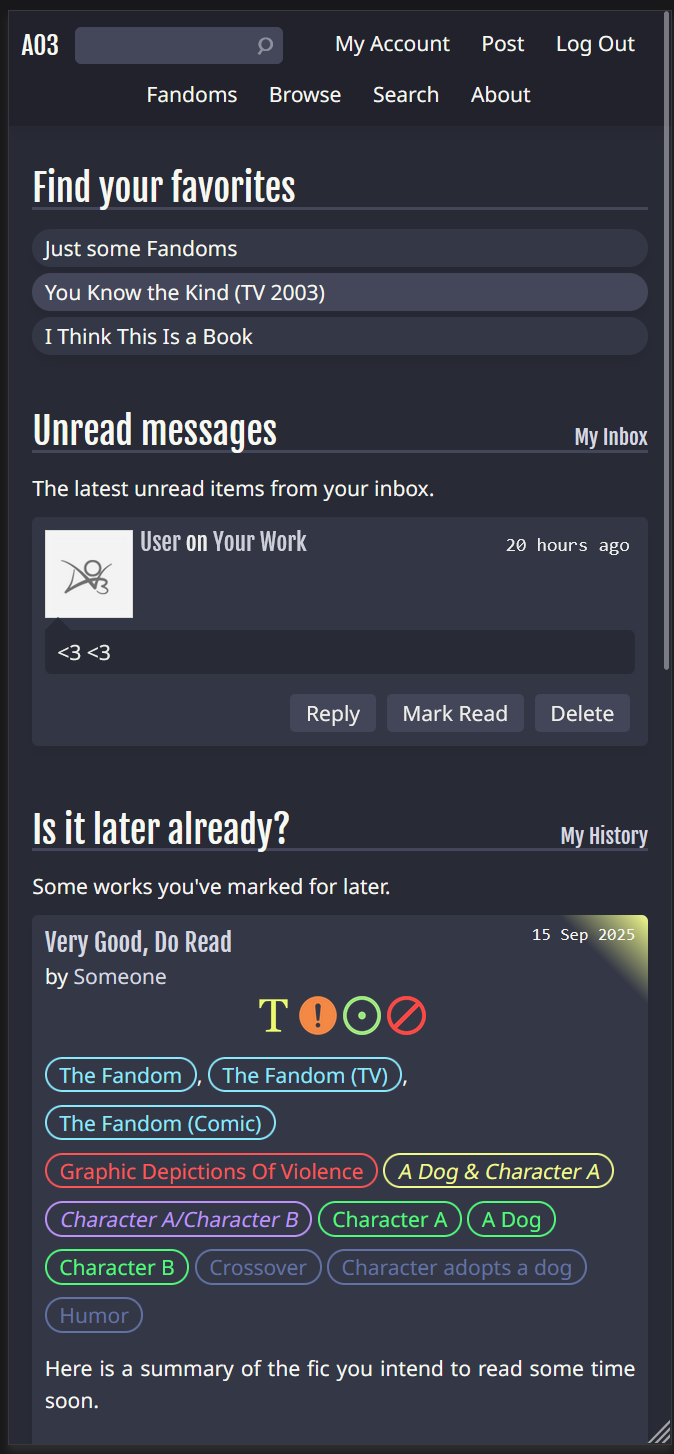 AO3 My Account Post Log Out
Fandoms Browse Search About
Find your favorites
Just some Fandoms
You Know the Kind (TV 2003)
I Think This Is a Book
Unread messages My Inbox
The latest unread items from your inbox.
User on Your Work 20 hours ago
<3 <3
Reply Mark Read Delete
Is it later already? My History
Some works you've marked for later.
Very Good, Do Read 15 Sep 2025
by Someone
T
The Fandom, The Fandom (TV),
The Fandom (Comic)
Graphic Depictions Of Violence A Dog & Character A
Character A/Character B Character A A Dog
Character B Crossover Character adopts a dog
Humor
Here is a summary of the fic you intend to read some time
soon.